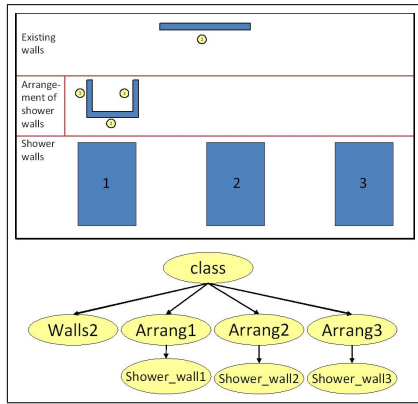 Existing
walls
Arrange-
ment of
shower
walls
Shower
walls
1
2
3
class
Walls2
Arrang1
Arrang2
Arrang3
Shower_wall1
Shower_wall2
Shower_wall3